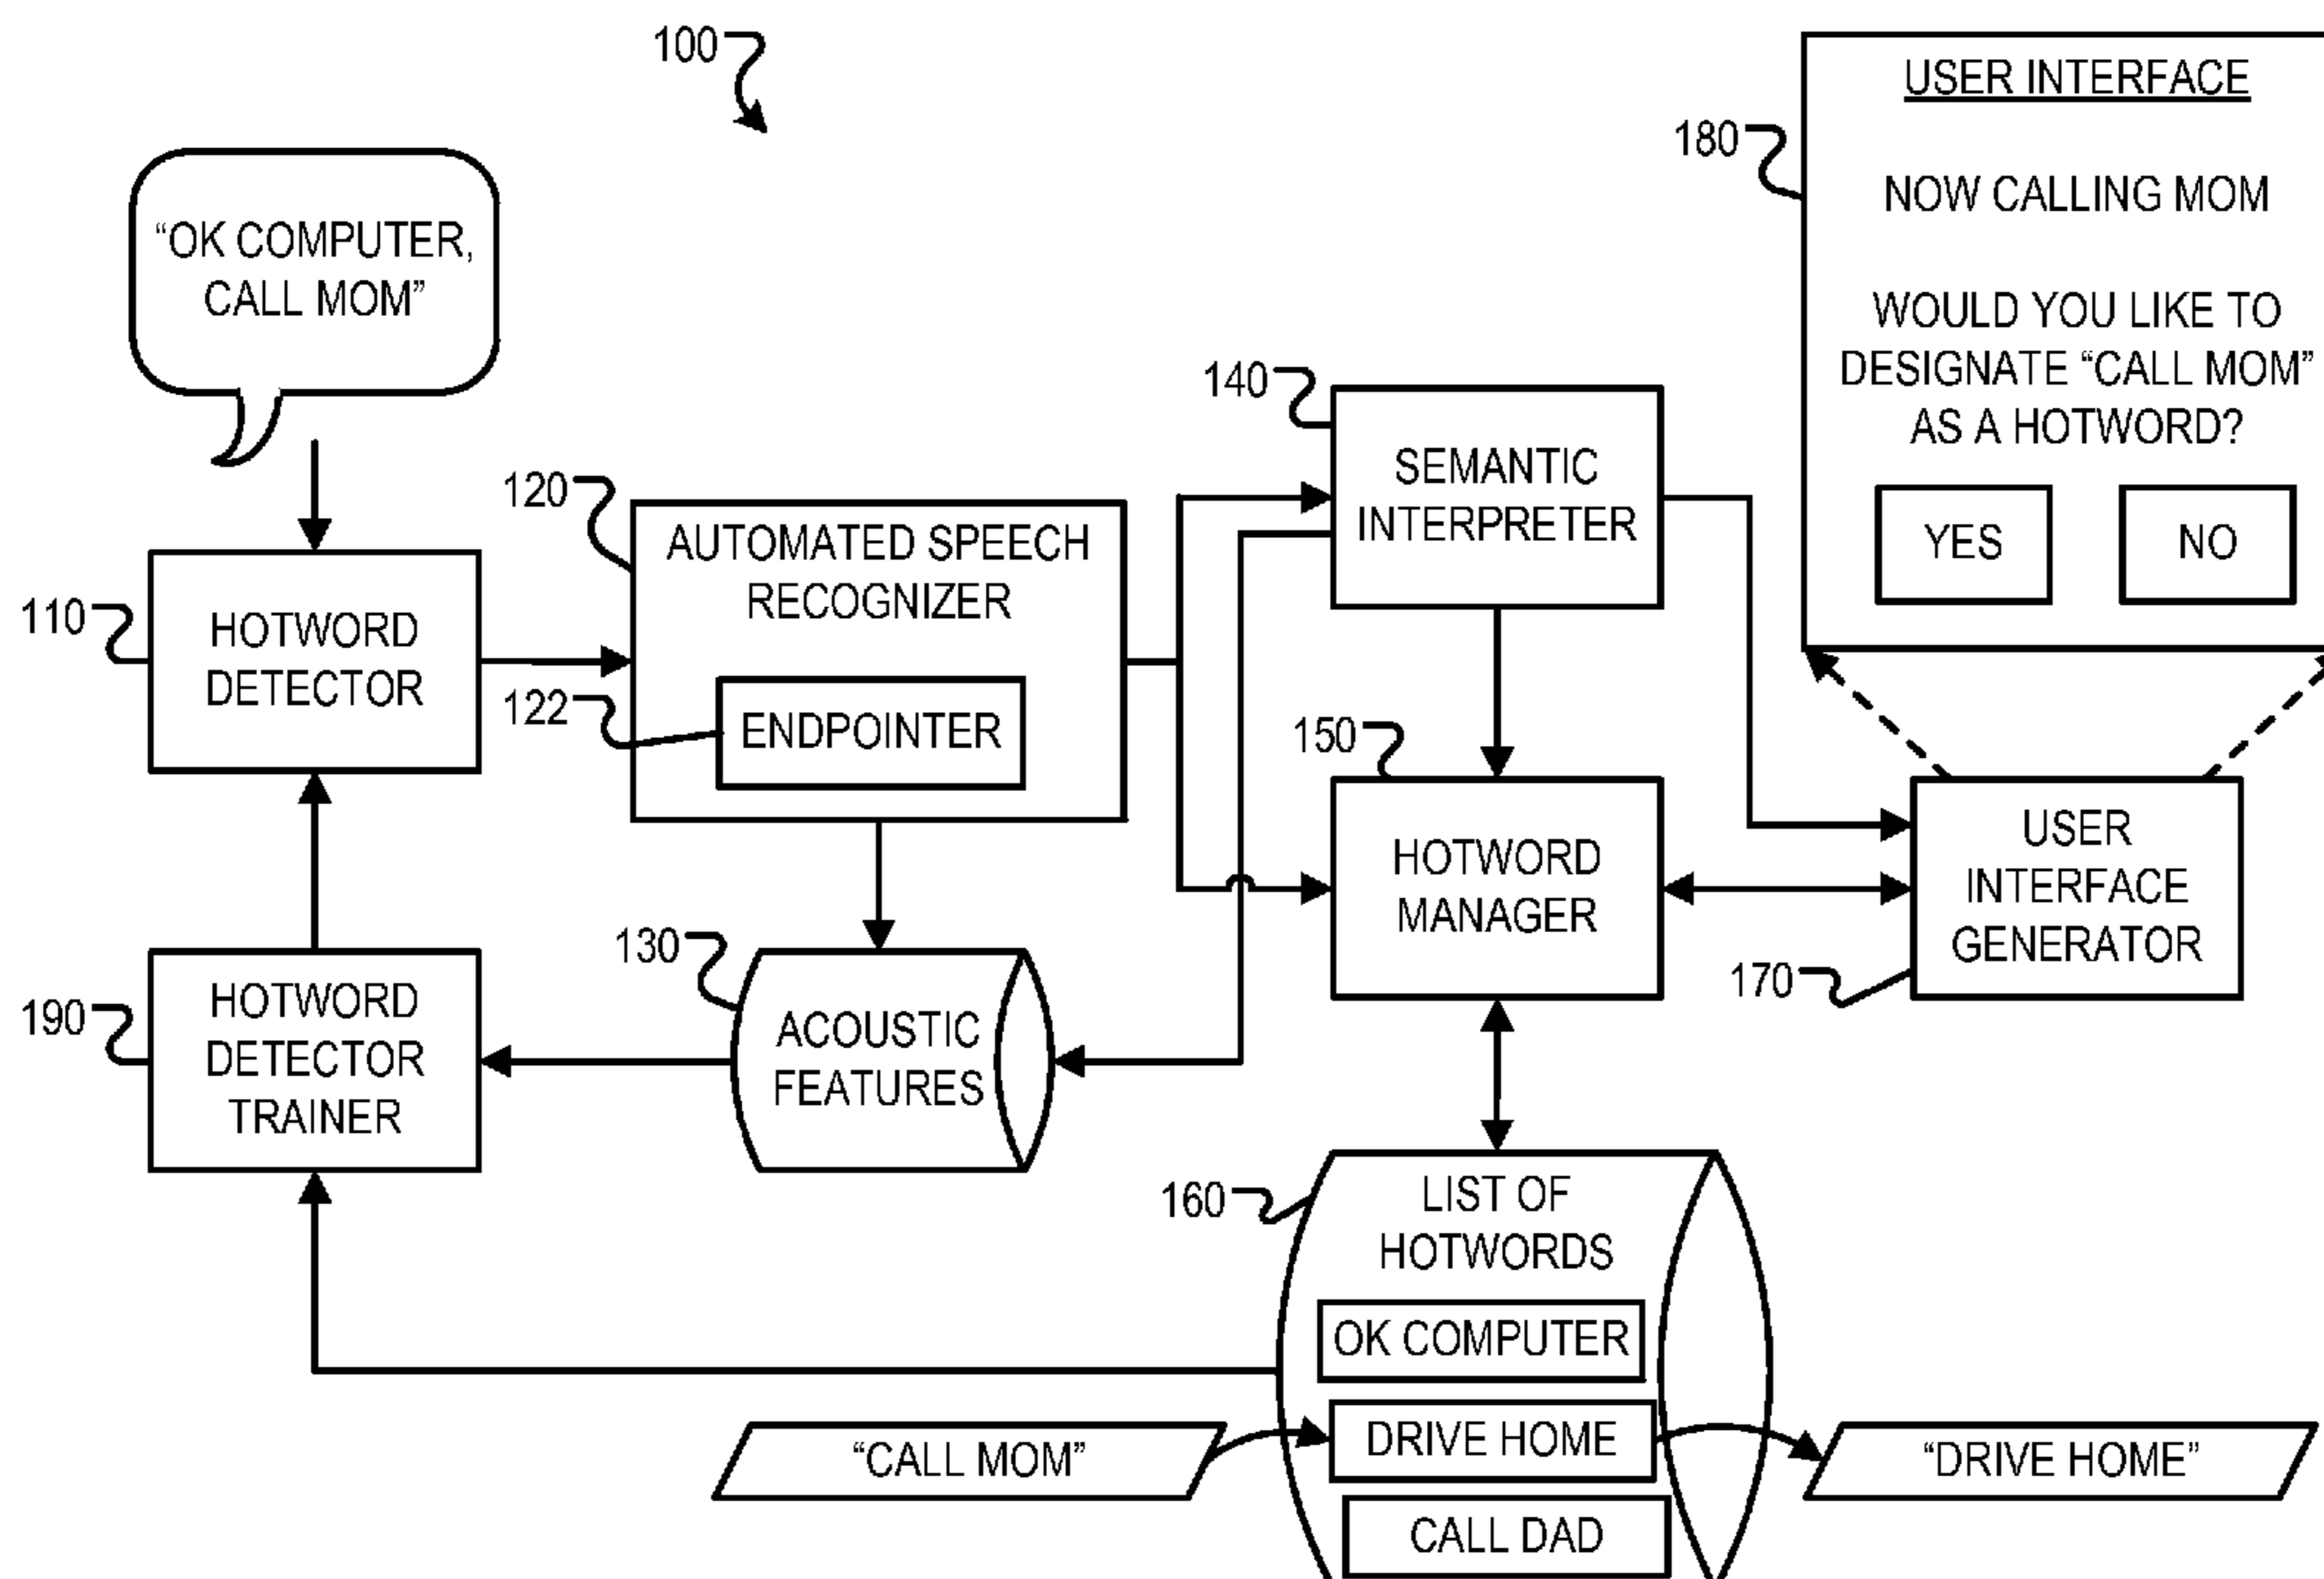 100
“OK COMPUTER,
CALL MOM”
110
HOTWORD
DETECTOR
120
AUTOMATED SPEECH
RECOGNIZER
122
ENDPOINTER
130
ACOUSTIC
FEATURES
140
SEMANTIC
INTERPRETER
150
HOTWORD
MANAGER
160
LIST OF
HOTWORDS
OK COMPUTER
DRIVE HOME
CALL DAD
“CALL MOM”
“DRIVE HOME”
170
USER
INTERFACE
GENERATOR
180
USER INTERFACE
NOW CALLING MOM
WOULD YOU LIKE TO
DESIGNATE “CALL MOM”
AS A HOTWORD?
YES
NO
190
HOTWORD
DETECTOR
TRAINER